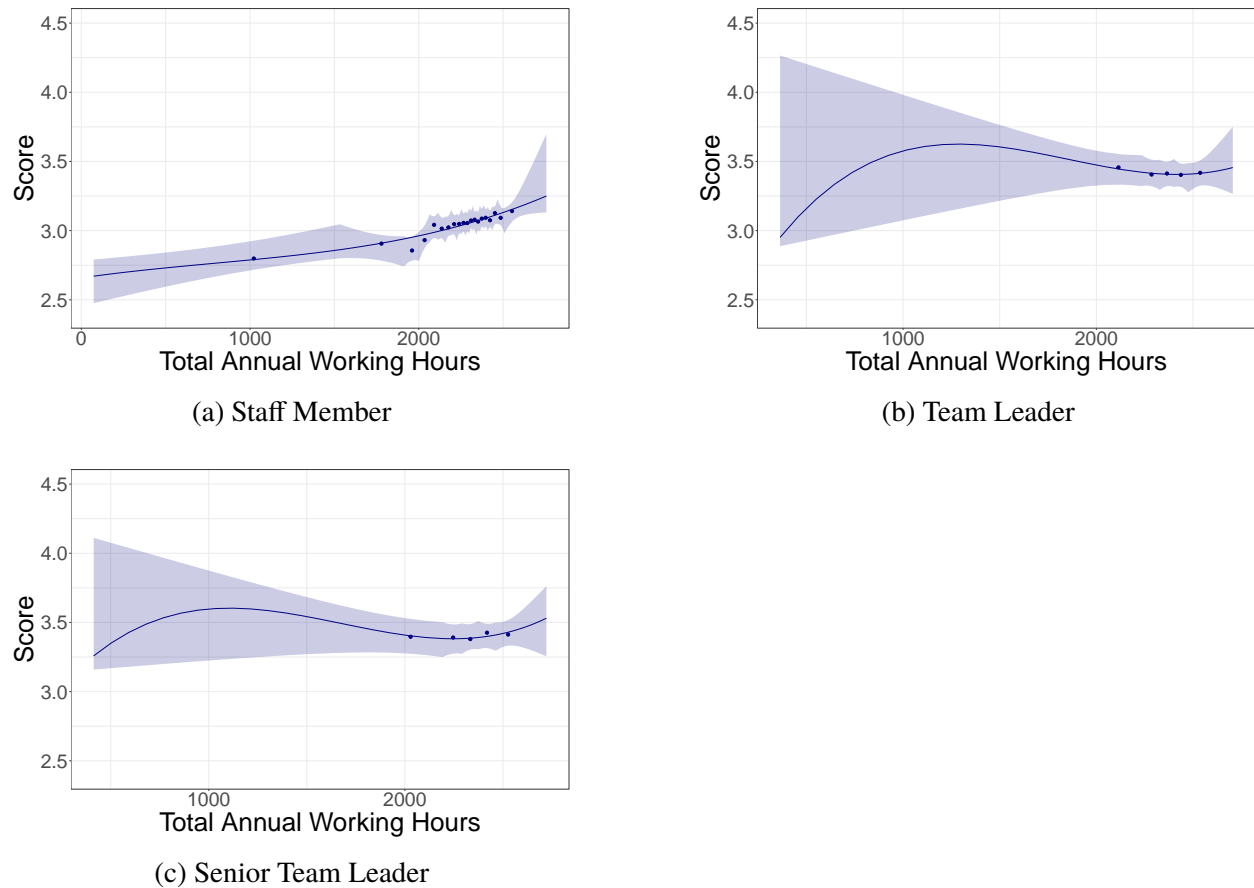 4.5
4.0
3.5
3.0
2.5
Score
0 1000 2000
Total Annual Working Hours
(a) Staff Member
4.5
4.0
3.5
3.0
2.5
Score
1000 2000
Total Annual Working Hours
(b) Team Leader
4.5
4.0
3.5
3.0
2.5
Score
1000 2000
Total Annual Working Hours
(c) Senior Team Leader